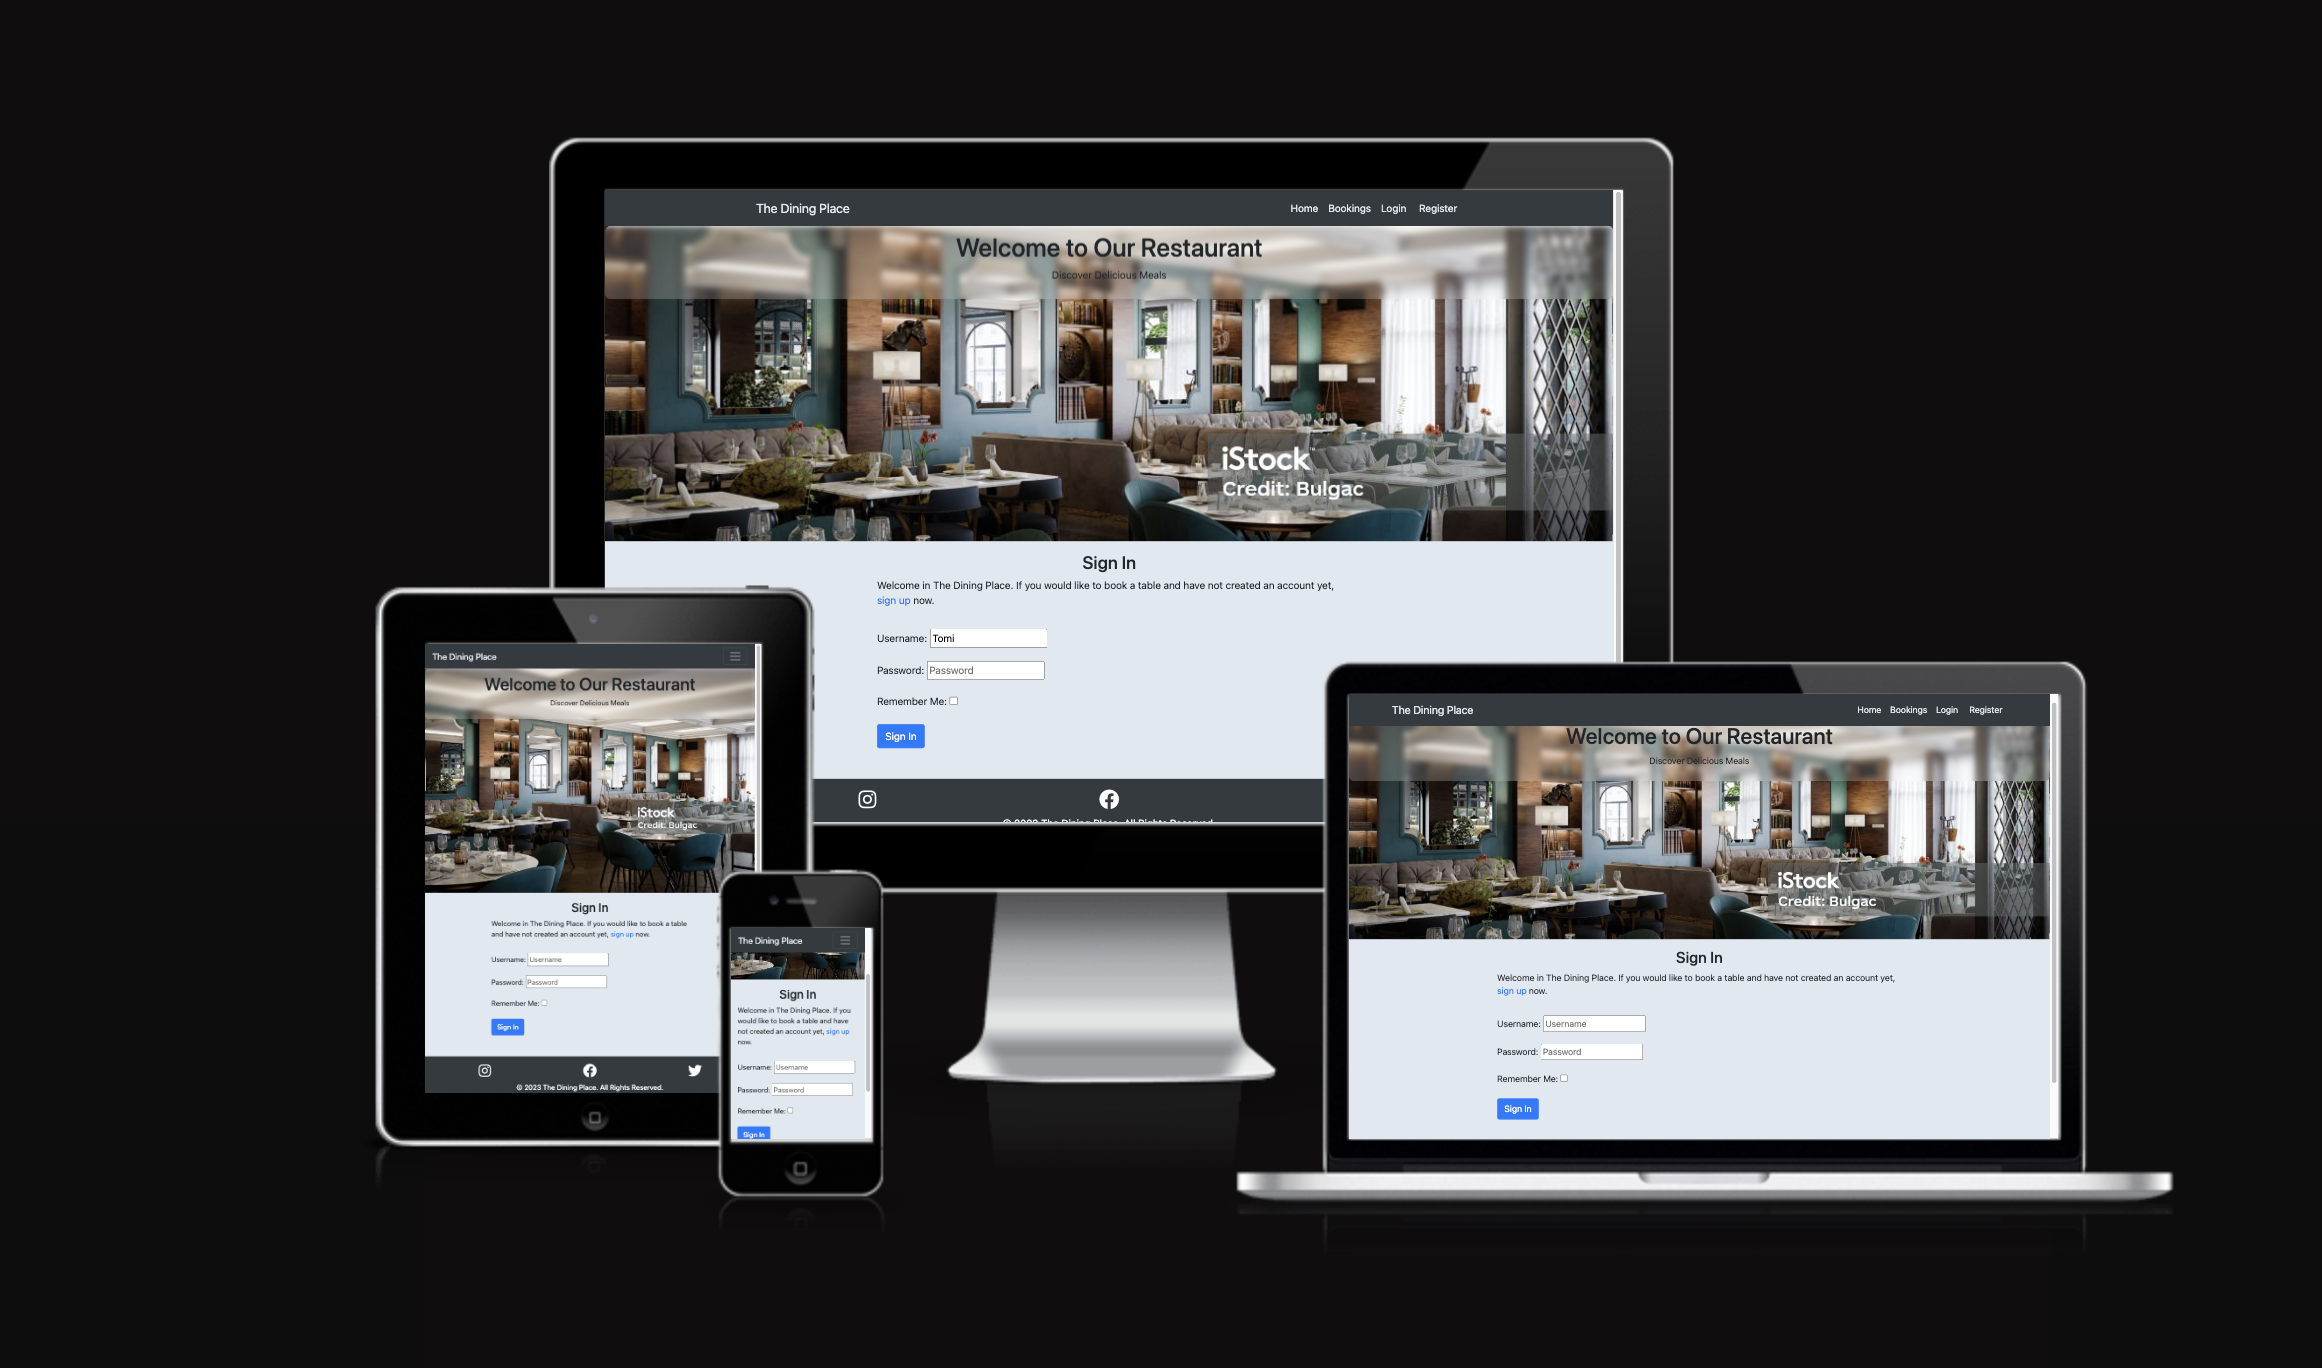 The Dining Place
Home Bookings Login Register
Welcome to Our Restaurant
Discover Delicious Meals
iStock™
Credit: Bulgac
Sign In
Welcome in The Dining Place. If you would like to book a table and have not created an account yet,
sign up now.
Username: Tomi
Password: Password
Remember Me:
Sign In
The Dining Place
Welcome to Our Restaurant
Discover Delicious Meals
iStock
Credit: Bulgac
Sign In
Welcome in The Dining Place. If you would like to book a table
and have not created an account yet, sign up now.
Username: Username
Password: Password
Remember Me:
Sign In
© 2023 The Dining Place. All Rights Reserved.
The Dining Place
Sign In
Welcome in The Dining Place. If you
would like to book a table and have
not created an account yet, sign up
now.
Username: Username
Password: Password
Remember Me:
Sign In
The Dining Place
Home Bookings Login Register
Welcome to Our Restaurant
Discover Delicious Meals
iStock
Credit: Bulgac
Sign In
Welcome in The Dining Place. If you would like to book a table and have not created an account yet,
sign up now.
Username: Username
Password: Password
Remember Me:
Sign In